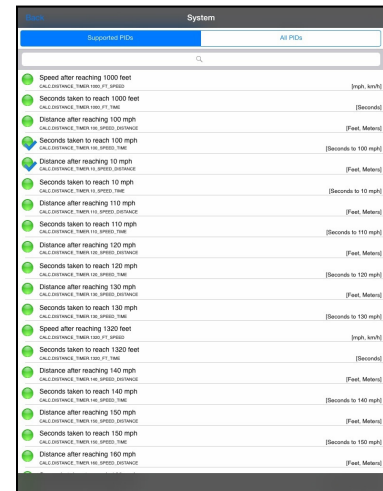 System
Supported PIDs
All PIDs
Speed after reaching 1000 feet
CALC.DISTANCE_TIMER.1000_FT_SPEED
[mph, km/h]
Seconds taken to reach 1000 feet
CALC.DISTANCE_TIMER.1000_FT_TIME
[Seconds]
Distance after reaching 100 mph
CALC.DISTANCE_TIMER.100_SPEED_DISTANCE
[Feet, Meters]
Seconds taken to reach 100 mph
CALC.DISTANCE_TIMER.100_SPEED_TIME
[Seconds to 100 mph]
Distance after reaching 10 mph
CALC.DISTANCE_TIMER.10_SPEED_DISTANCE
[Feet, Meters]
Seconds taken to reach 10 mph
CALC.DISTANCE_TIMER.10_SPEED_TIME
[Seconds to 10 mph]
Distance after reaching 110 mph
CALC.DISTANCE_TIMER.110_SPEED_DISTANCE
[Feet, Meters]
Seconds taken to reach 110 mph
CALC.DISTANCE_TIMER.110_SPEED_TIME
[Seconds to 110 mph]
Distance after reaching 120 mph
CALC.DISTANCE_TIMER.120_SPEED_DISTANCE
[Feet, Meters]
Seconds taken to reach 120 mph
CALC.DISTANCE_TIMER.120_SPEED_TIME
[Seconds to 120 mph]
Distance after reaching 130 mph
CALC.DISTANCE_TIMER.130_SPEED_DISTANCE
[Feet, Meters]
Seconds taken to reach 130 mph
CALC.DISTANCE_TIMER.130_SPEED_TIME
[Seconds to 130 mph]
Speed after reaching 1320 feet
CALC.DISTANCE_TIMER.1320_FT_SPEED
[mph, km/h]
Seconds taken to reach 1320 feet
CALC.DISTANCE_TIMER.1320_FT_TIME
[Seconds]
Distance after reaching 140 mph
CALC.DISTANCE_TIMER.140_SPEED_DISTANCE
[Feet, Meters]
Seconds taken to reach 140 mph
CALC.DISTANCE_TIMER.140_SPEED_TIME
[Seconds to 140 mph]
Distance after reaching 150 mph
CALC.DISTANCE_TIMER.150_SPEED_DISTANCE
[Feet, Meters]
Seconds taken to reach 150 mph
CALC.DISTANCE_TIMER.150_SPEED_TIME
[Seconds to 150 mph]
Distance after reaching 160 mph
CALC.DISTANCE_TIMER.160_SPEED_DISTANCE
[Feet, Meters]